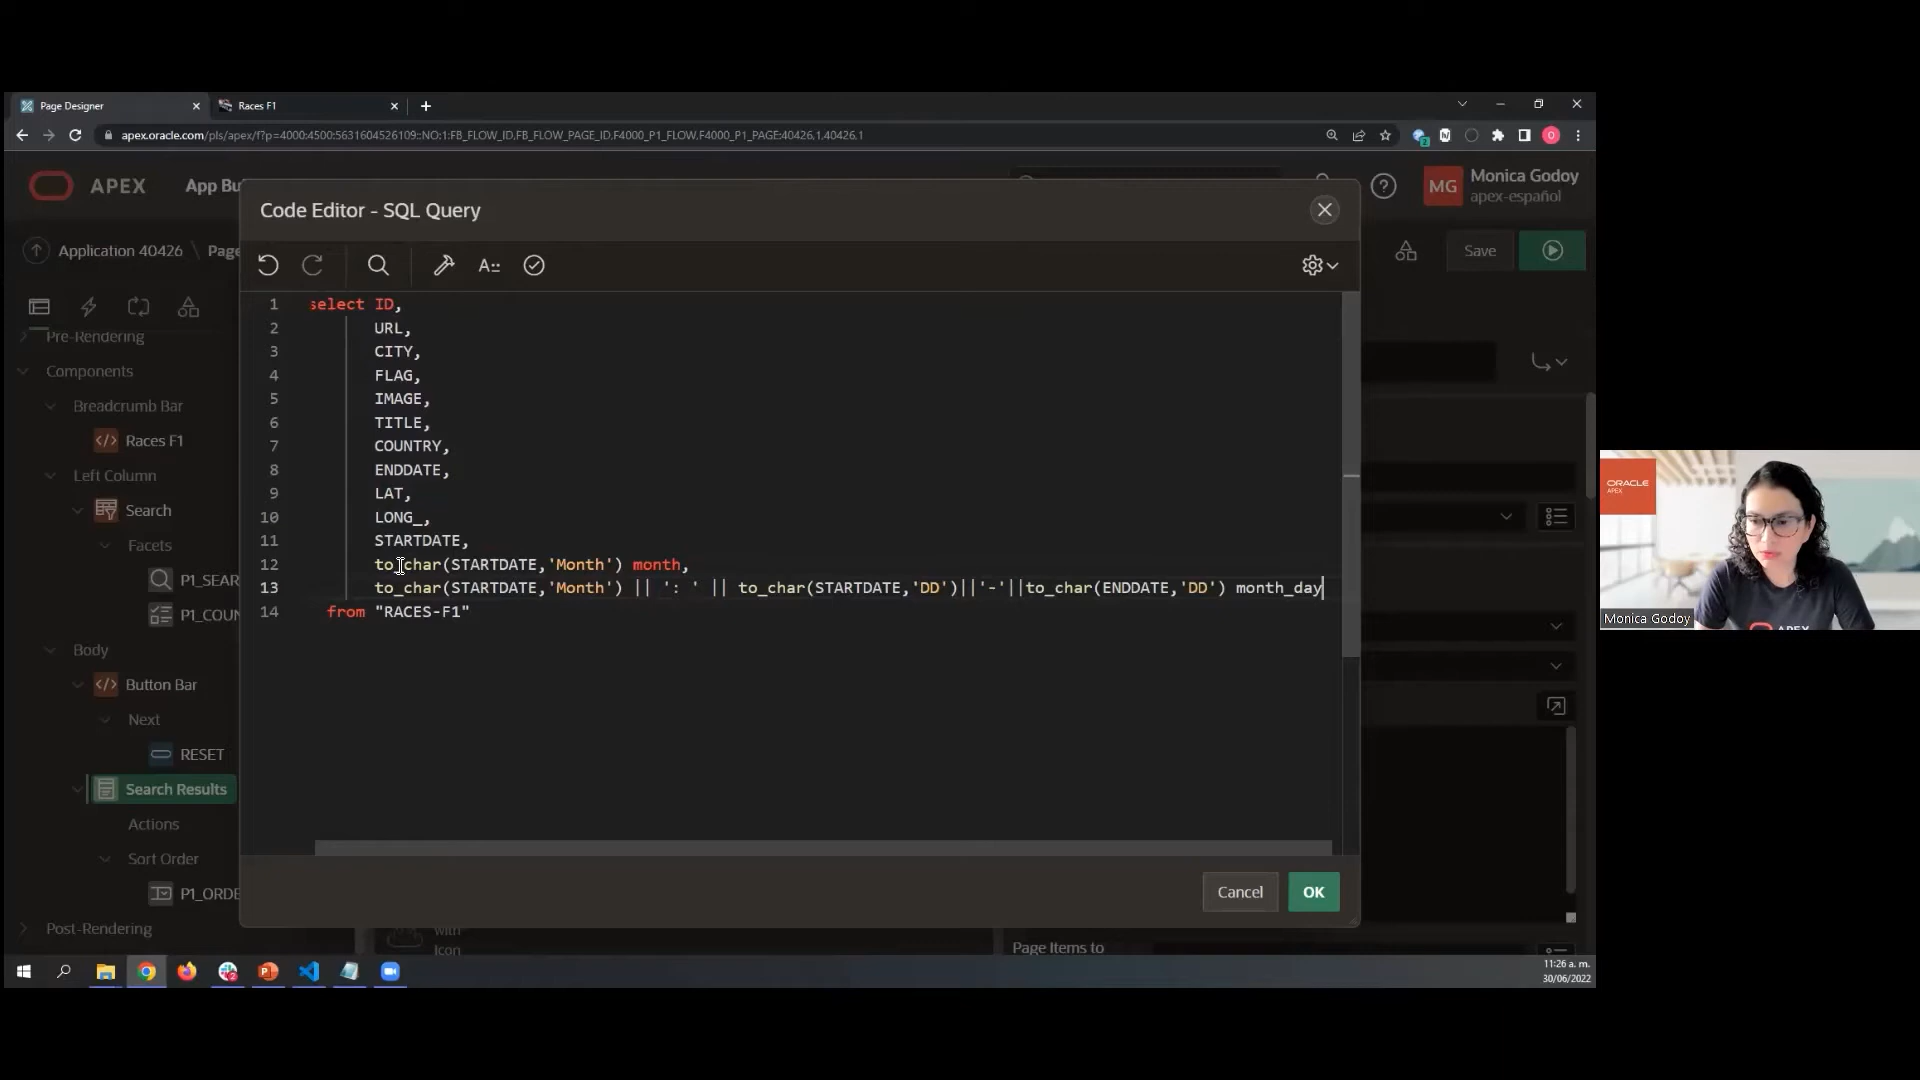 Page Designer
Races F1
apex.oracle.com/pls/apex/f?p=4000:4500:5631604526109::NO:1:FB_FLOW_ID,FB_FLOW_PAGE_ID,F4000_P1_FLOW,F4000_P1_PAGE:40426,1,40426,1
APEX
App Bu
MG
Monica Godoy
apex-español
Code Editor - SQL Query
Application 40426 \ Page
Save
Pre-Rendering
Components
Breadcrumb Bar
Races F1
Left Column
Search
Facets
P1_SEAR
P1_COUN
Body
Button Bar
Next
RESET
Search Results
Actions
Sort Order
P1_ORDE
Post-Rendering
1 select ID,
2 URL,
3 CITY,
4 FLAG,
5 IMAGE,
6 TITLE,
7 COUNTRY,
8 ENDDATE,
9 LAT,
10 LONG_,
11 STARTDATE,
12 to_char(STARTDATE,'Month') month,
13 to_char(STARTDATE,'Month') || ': ' || to_char(STARTDATE,'DD')||'-'||to_char(ENDDATE,'DD') month_day
14 from "RACES-F1"
Cancel
OK
with
Icon
Page Items to
11:26 a. m.
30/06/2022
ORACLE
APEX
Monica Godoy
APEX